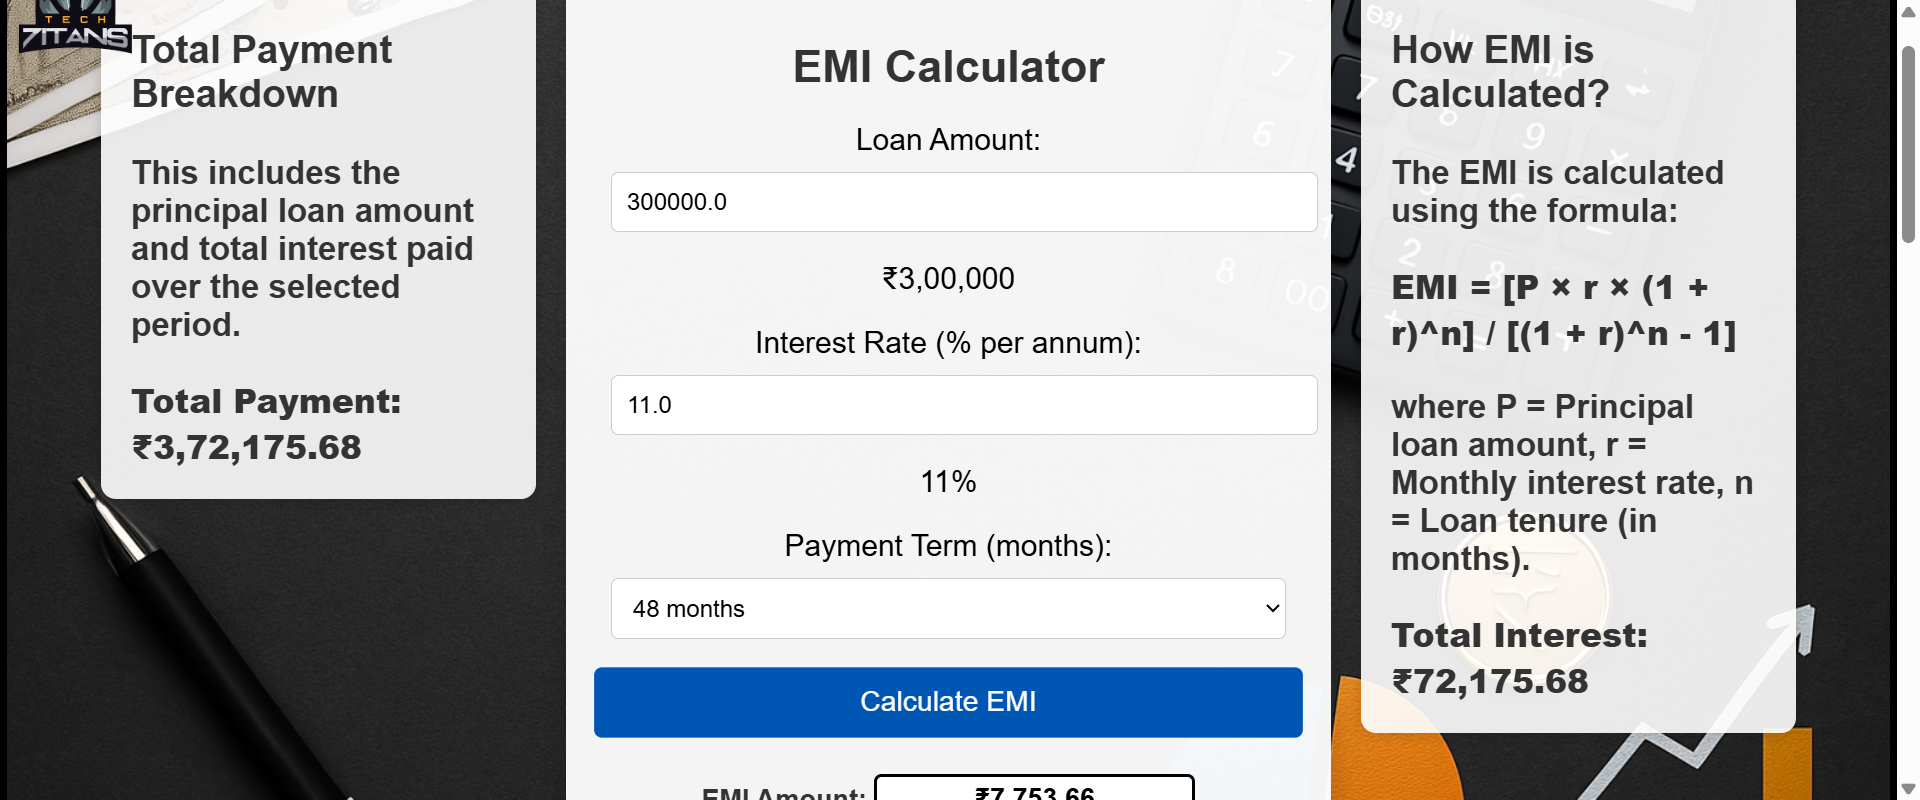 TECH
7ITANS
Total Payment
Breakdown
This includes the
principal loan amount
and total interest paid
over the selected
period.
Total Payment:
₹3,72,175.68
EMI Calculator
Loan Amount:
300000.0
₹3,00,000
Interest Rate (% per annum):
11.0
11%
Payment Term (months):
48 months
Calculate EMI
EMI Amount: ₹7,753.66
How EMI is
Calculated?
The EMI is calculated
using the formula:
EMI = [P × r × (1 +
r)^n] / [(1 + r)^n - 1]
where P = Principal
loan amount, r =
Monthly interest rate, n
= Loan tenure (in
months).
Total Interest:
₹72,175.68